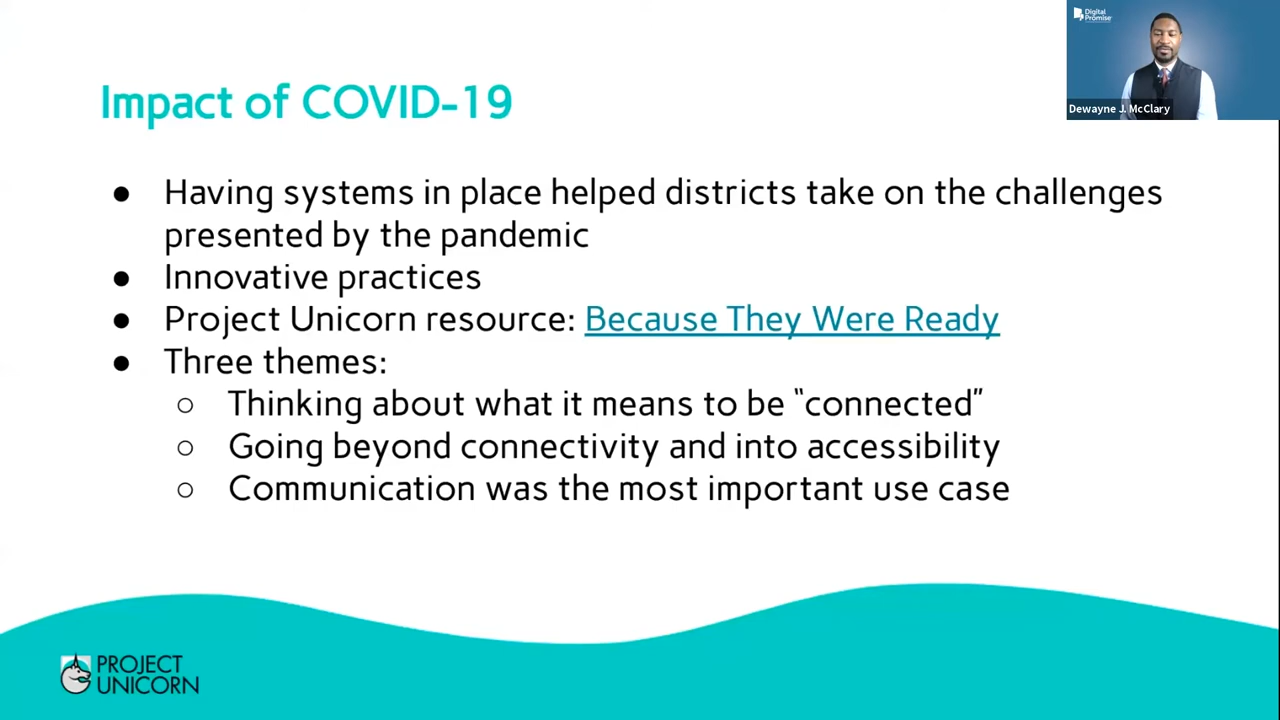 Digital
Promise
Dewayne J. McClary
Impact of COVID-19
● Having systems in place helped districts take on the challenges
presented by the pandemic
● Innovative practices
● Project Unicorn resource: Because They Were Ready
● Three themes:
○ Thinking about what it means to be “connected”
○ Going beyond connectivity and into accessibility
○ Communication was the most important use case
PROJECT
UNICORN